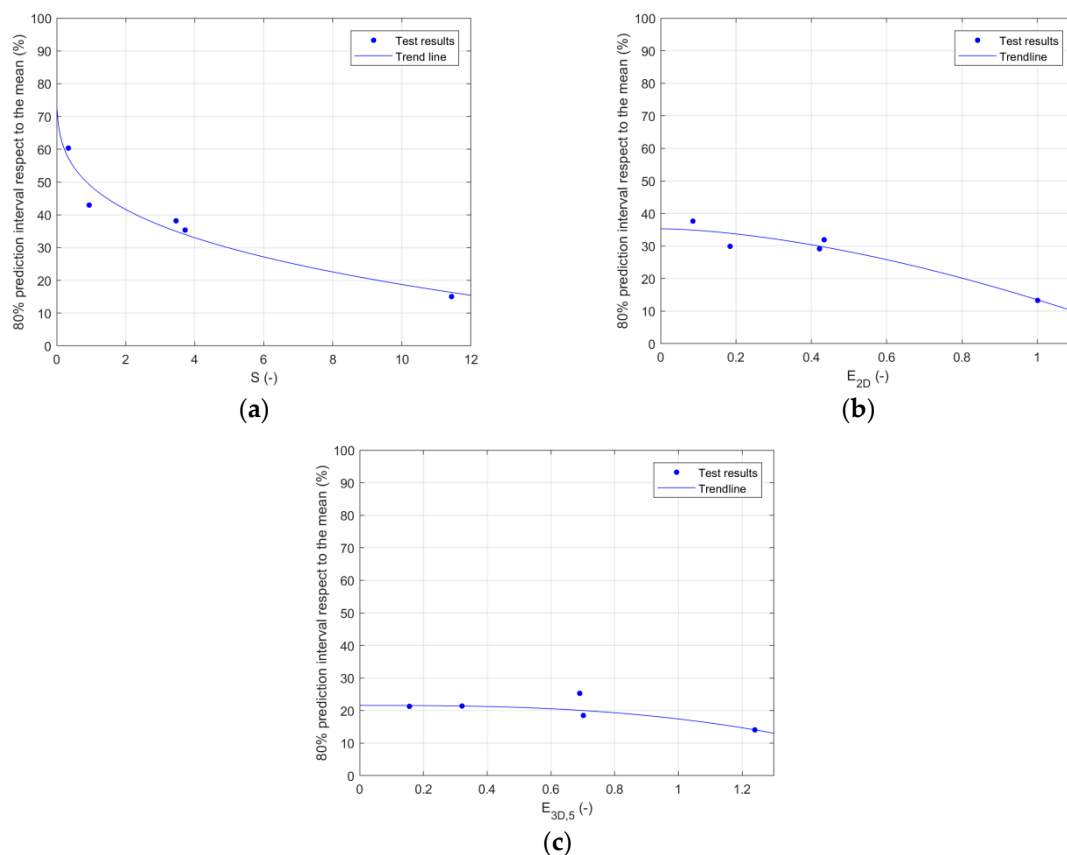 80% prediction interval respect to the mean (%)
100
90
80
70
60
50
40
30
20
10
0
Test results
Trend line
0 2 4 6 8 10 12
S (-)
(a)
80% prediction interval respect to the mean (%)
100
90
80
70
60
50
40
30
20
10
0
Test results
Trendline
0 0.2 0.4 0.6 0.8 1
E2D (-)
(b)
80% prediction interval respect to the mean (%)
100
90
80
70
60
50
40
30
20
10
0
Test results
Trendline
0 0.2 0.4 0.6 0.8 1 1.2
E3D,5 (-)
(c)